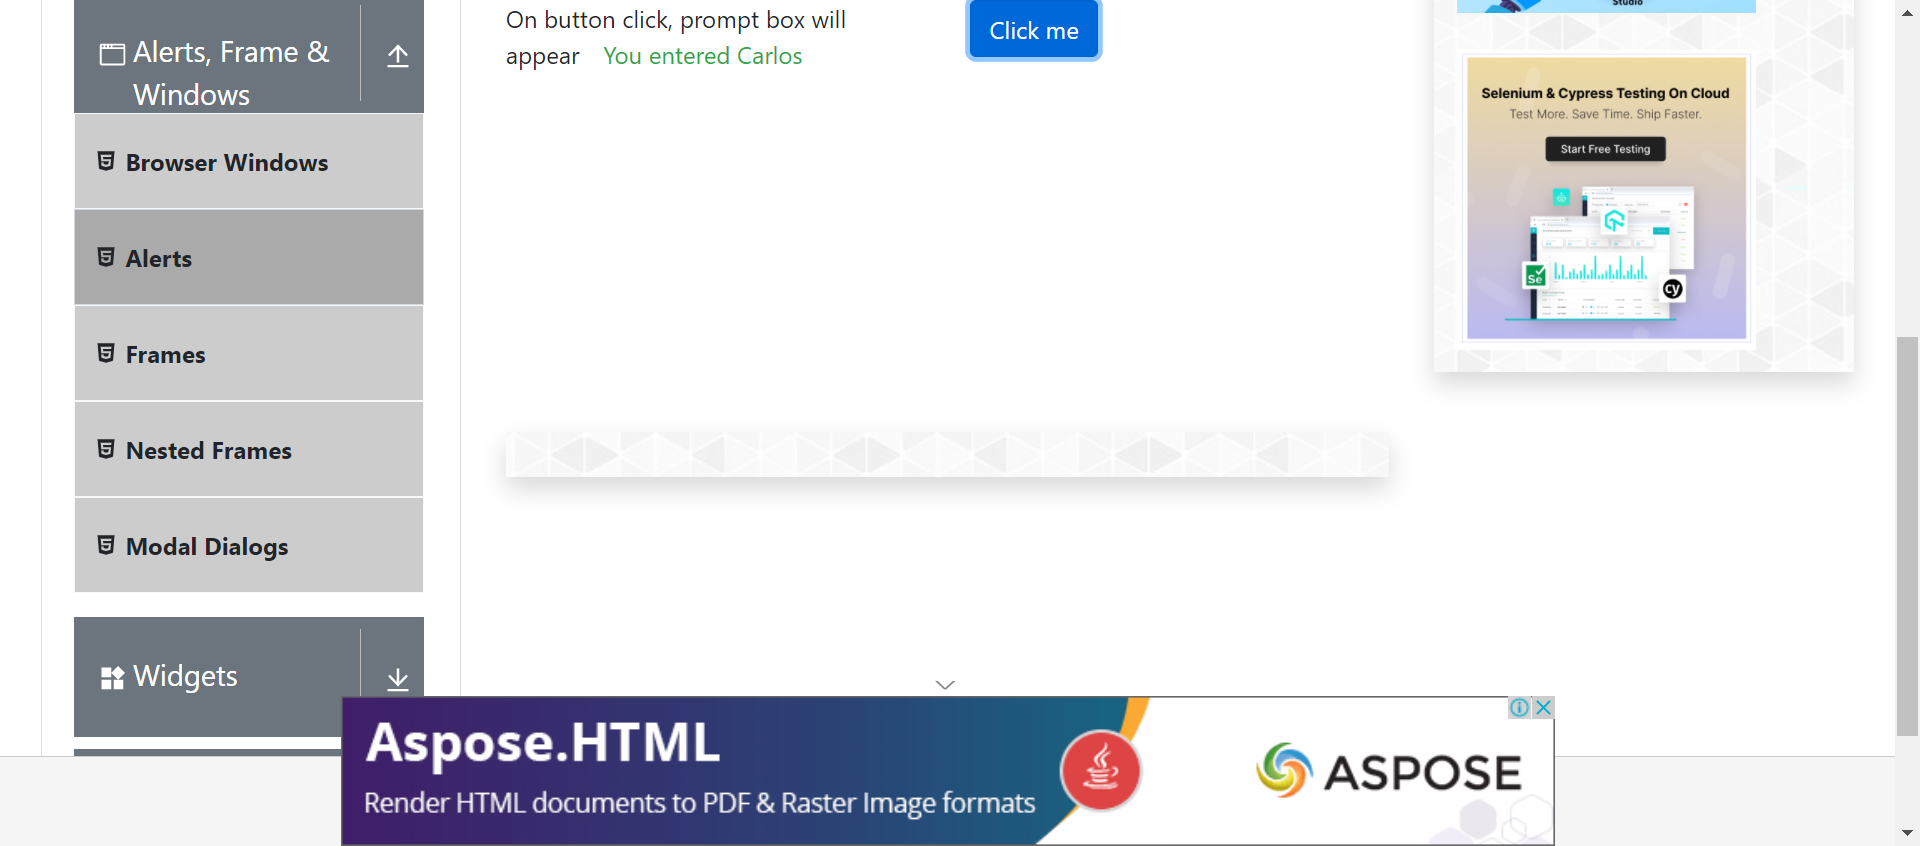 Alerts, Frame &
Windows
Browser Windows
Alerts
Frames
Nested Frames
Modal Dialogs
Widgets
On button click, prompt box will
appear You entered Carlos
Click me
Studio
Selenium & Cypress Testing On Cloud
Test More. Save Time. Ship Faster.
Start Free Testing
Se
cy
Aspose.HTML
Render HTML documents to PDF & Raster Image formats
ASPOSE